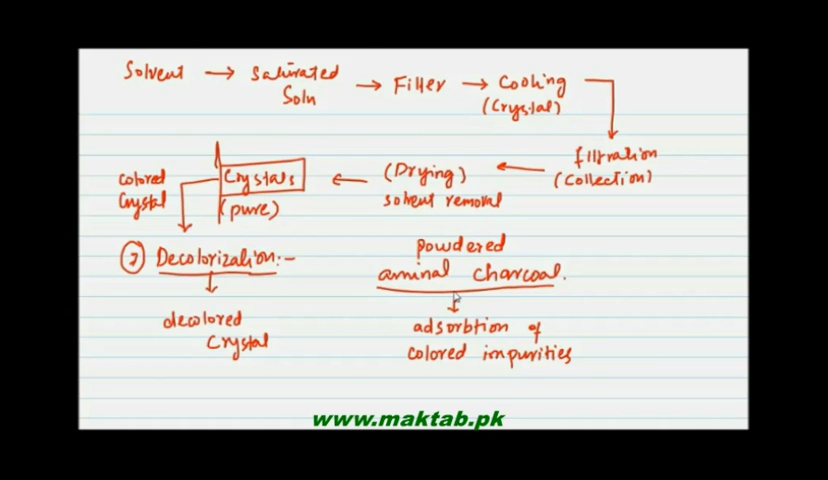 Solvent → Saturated Soln → Filter → Cooling (Crystal)
filtration (Collection)
(Drying) solvent removal
Crystals (pure)
colored Crystal
7 Decolorization:-
decolored Crystal
powdered
aminal charcoal.
adsorbtion of
colored impurities
www.maktab.pk